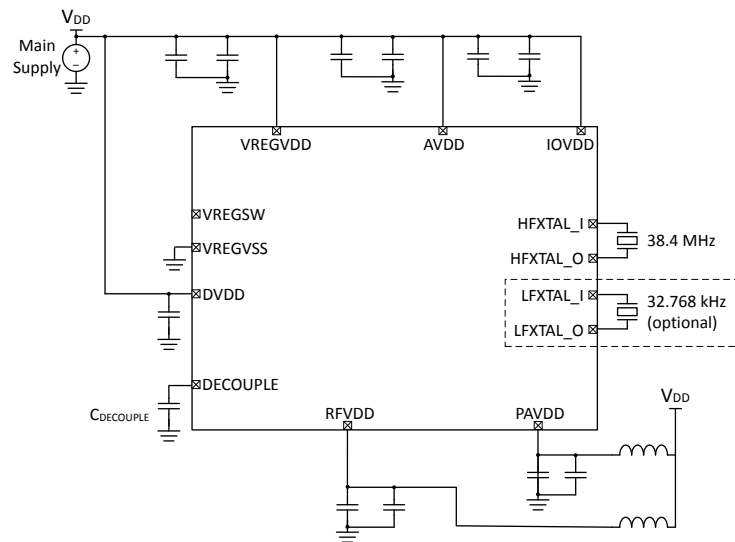 VDD
Main
Supply
+
−
VREGVDD
AVDD
IOVDD
VREGSW
HFXTAL_I
38.4 MHz
VREGVSS
HFXTAL_O
DVDD
LFXTAL_I
32.768 kHz
(optional)
LFXTAL_O
DECOUPLE
CDECOUPLE
RFVDD
PAVDD
VDD